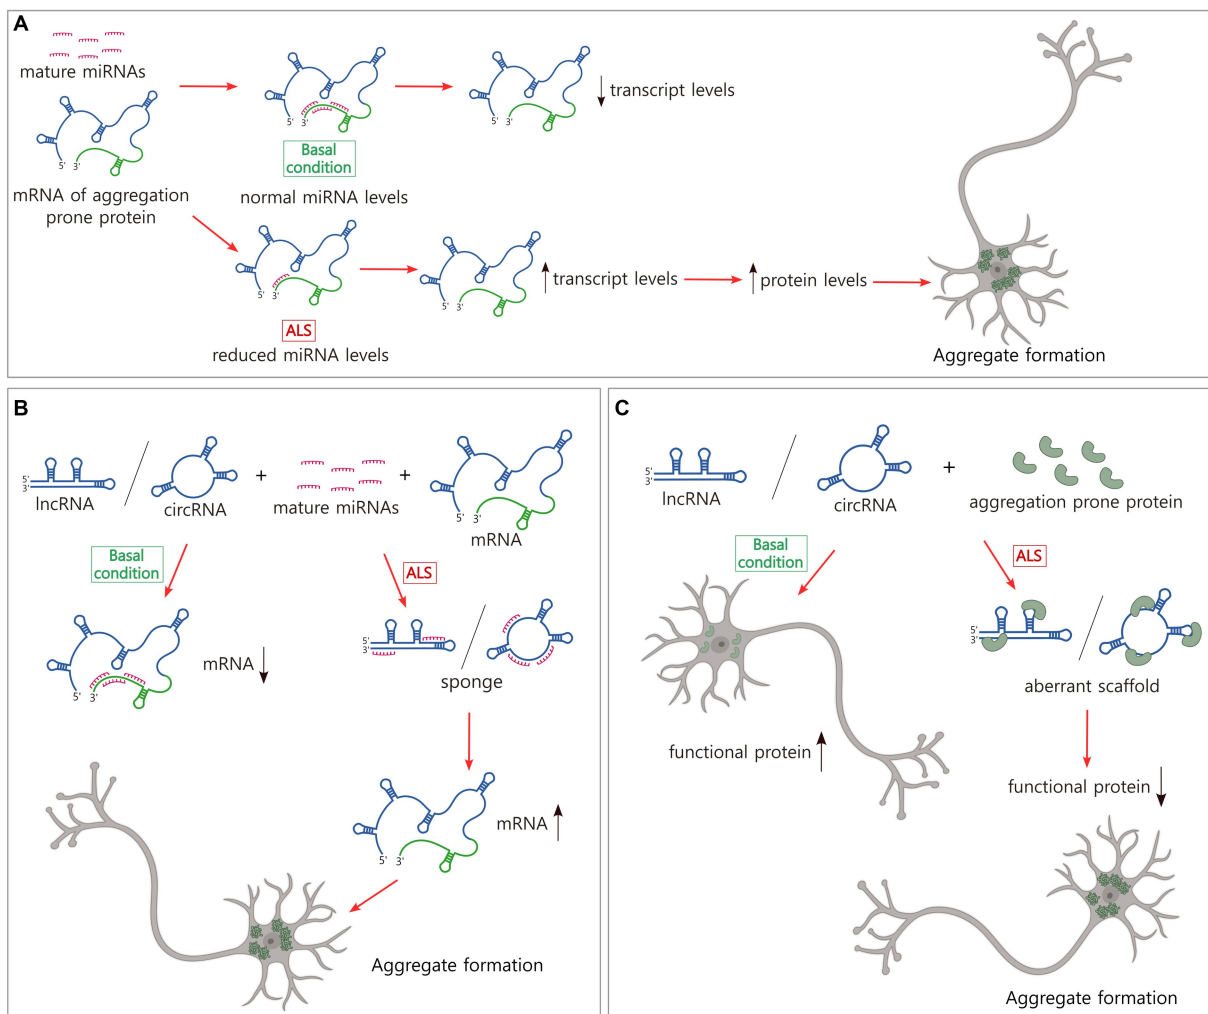 A
mature miRNAs
5' 3'
mRNA of aggregation
prone protein
5' 3'
Basal
condition
normal miRNA levels
5' 3'
transcript levels
5' 3'
ALS
reduced miRNA levels
5' 3'
transcript levels
protein levels
Aggregate formation
B
5'
3'
lncRNA
circRNA
+
mature miRNAs
+
5' 3'
mRNA
Basal
condition
ALS
5' 3'
mRNA
5'
3'
sponge
5' 3'
mRNA
Aggregate formation
C
5'
3'
lncRNA
circRNA
+
aggregation prone protein
Basal
condition
ALS
functional protein
5'
3'
aberrant scaffold
functional protein
Aggregate formation